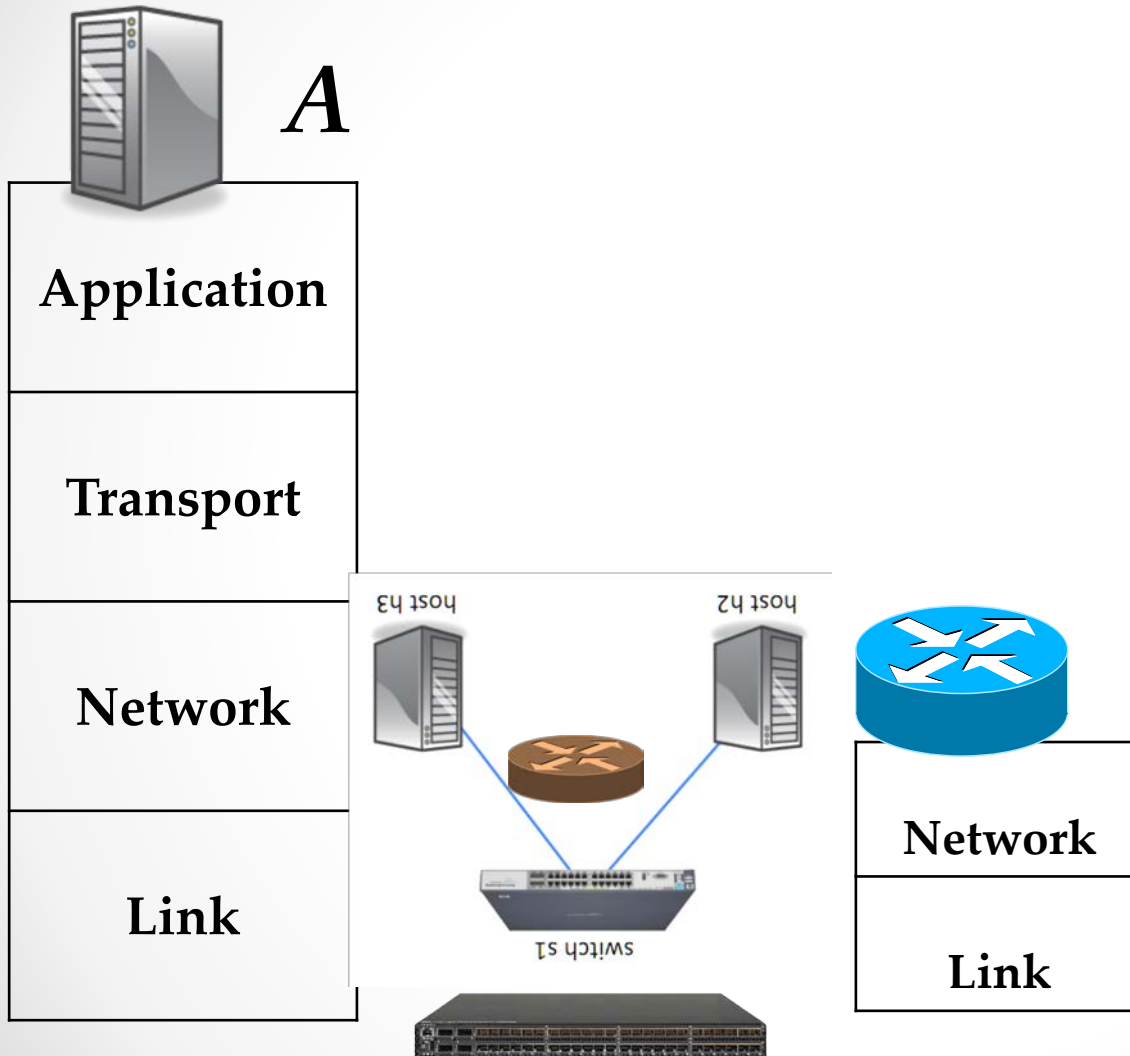 A
Application
Transport
Network
Link
host h3
host h2
switch s1
Network
Link